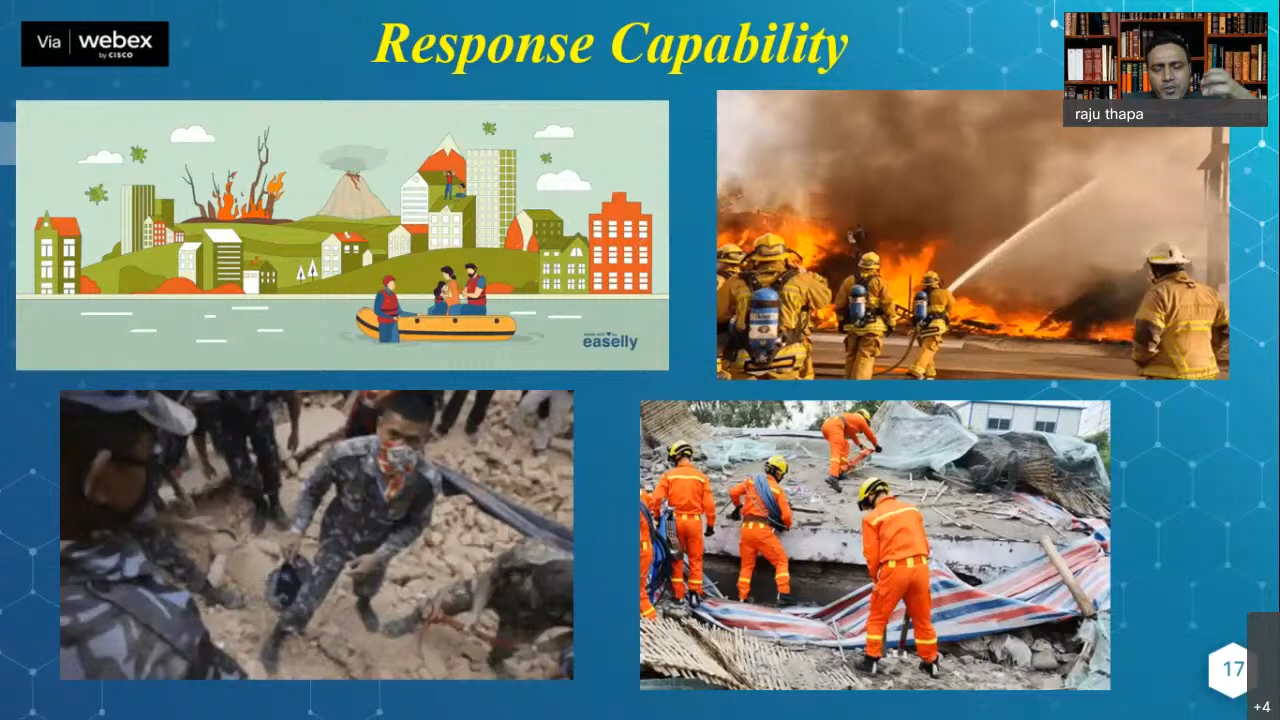 Via webex
by CISCO
Response Capability
raju thapa
easelly
17
+4